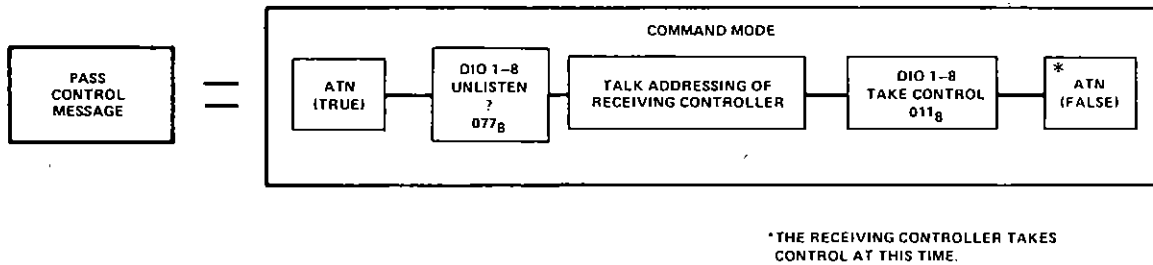 COMMAND MODE
PASS
CONTROL
MESSAGE
=
ATN
(TRUE)
DIO 1–8
UNLISTEN
?
077₈
TALK ADDRESSING OF
RECEIVING CONTROLLER
DIO 1–8
TAKE CONTROL
011₈
*
ATN
(FALSE)
*THE RECEIVING CONTROLLER TAKES
CONTROL AT THIS TIME.